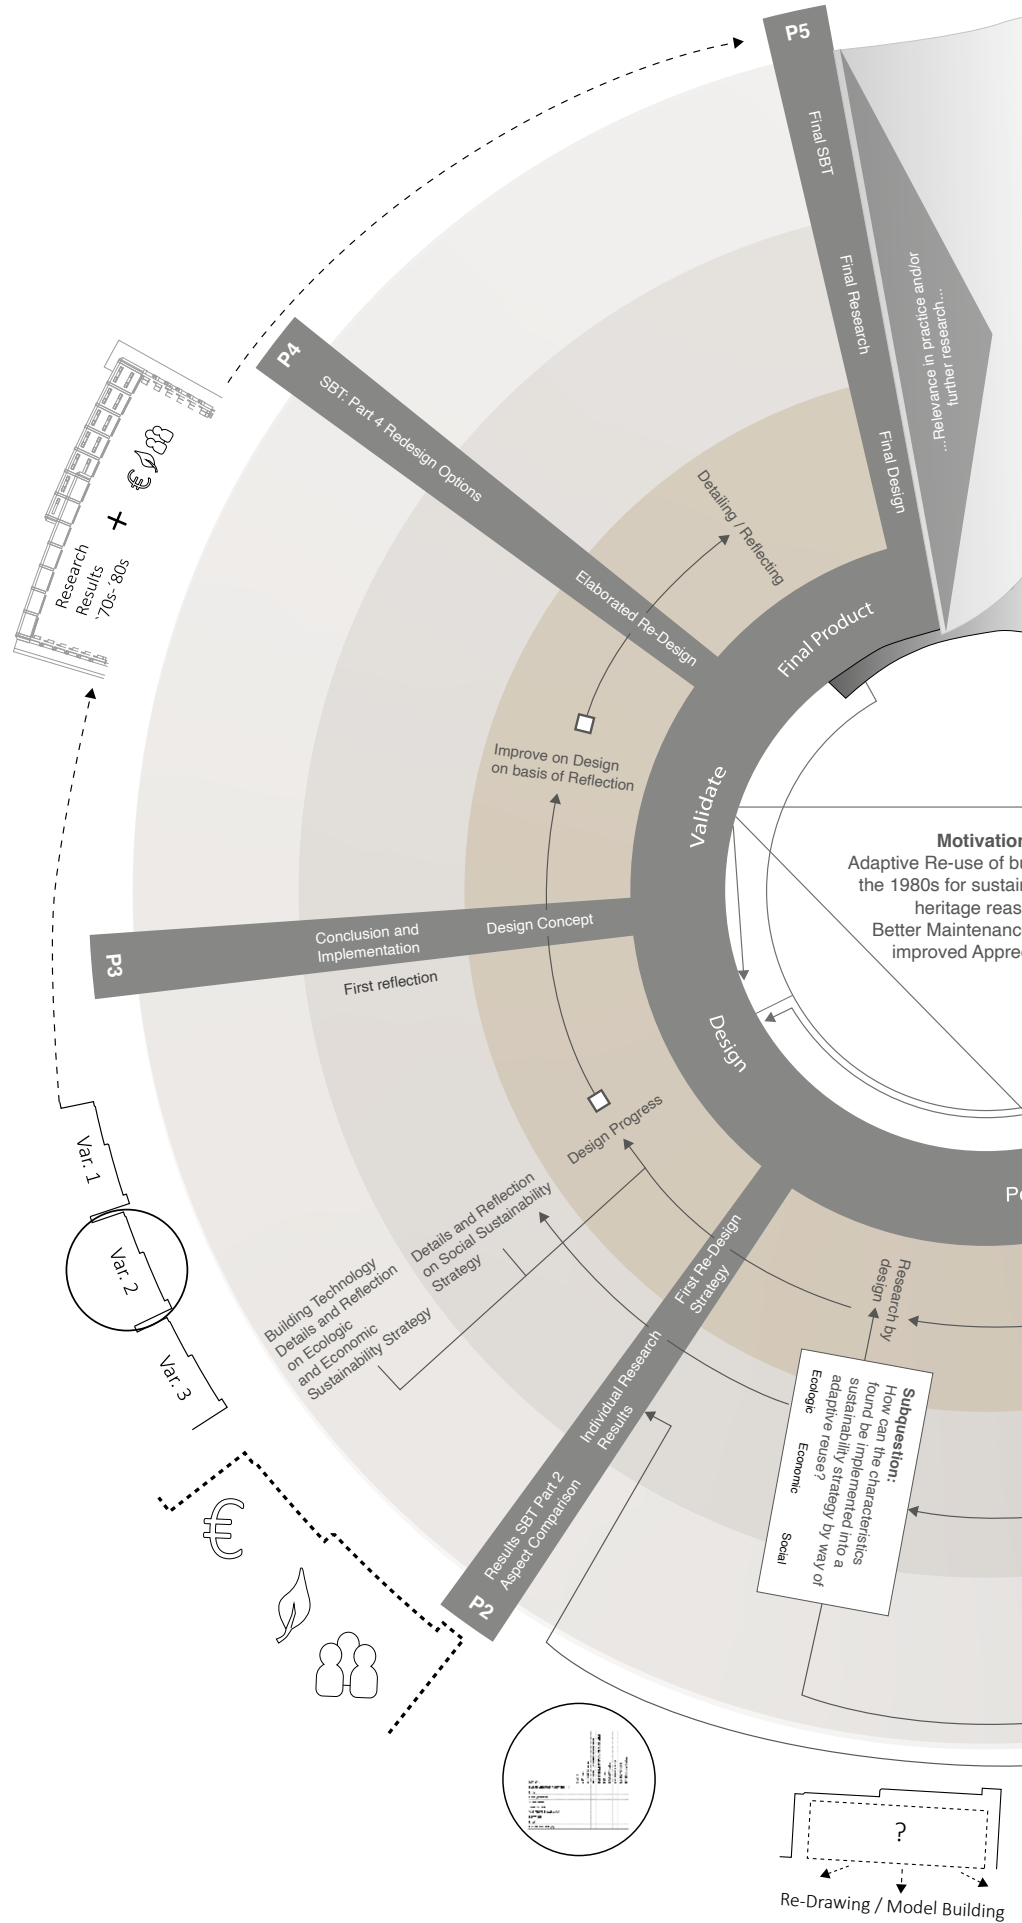 P5
Final SBT
Final Research
Final Design
...Relevance in practice and/or
further research...
P4
SBT: Part 4 Redesign Options
Elaborated Re-Design
Detailing / Reflecting
Final Product
Research
Results
'70s-'80s
+
€
Improve on Design
on basis of Reflection
Validate
Motivation
Adaptive Re-use of bu
the 1980s for sustain
heritage reas
Better Maintenance
improved Apprec
P3
Conclusion and
Implementation
Design Concept
First reflection
Design
Design Progress
Var. 1
Var. 2
Var. 3
Details and Reflection
on Social Sustainability
Strategy
Building Technology
Details and Reflection
on Ecologic
and Economic
Sustainability Strategy
First Re-Design
Strategy
Individual Research
Results
Results SBT Part 2
Aspect Comparison
P2
€
Research by
design
Subquestion:
How can the characteristics
found be implemented into a
sustainability strategy by way of
adaptive reuse?
Ecologic
Economic
Social
?
Re-Drawing / Model Building